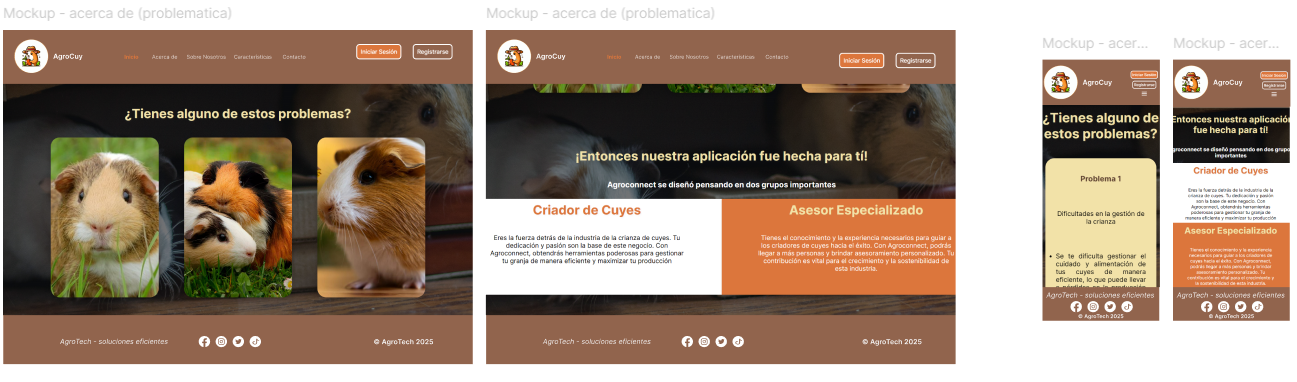 Mockup - acerca de (problematica)
AgroCuy
Inicio
Acerca de
Sobre Nosotros
Características
Contacto
Iniciar Sesión
Registrarse
¿Tienes alguno de estos problemas?
AgroTech - soluciones eficientes
© AgroTech 2025
Mockup - acerca de (problematica)
AgroCuy
Inicio
Acerca de
Sobre Nosotros
Características
Contacto
Iniciar Sesión
Registrarse
¡Entonces nuestra aplicación fue hecha para tí!
Agroconnect se diseñó pensando en dos grupos importantes
Criador de Cuyes
Eres la fuerza detrás de la industria de la crianza de cuyes. Tu
dedicación y pasión son la base de este negocio. Con
Agroconnect, obtendrás herramientas poderosas para gestionar
tu granja de manera eficiente y maximizar tu producción
Asesor Especializado
Tienes el conocimiento y la experiencia necesarios para guiar a
los criadores de cuyes hacia el éxito. Con Agroconnect, podrás
llegar a más personas y brindar asesoramiento personalizado. Tu
contribución es vital para el crecimiento y la sostenibilidad de
esta industria.
AgroTech - soluciones eficientes
© AgroTech 2025
Mockup - acer...
AgroCuy
Iniciar Sesión
Registrarse
¿Tienes alguno de
estos problemas?
Problema 1
Dificultades en la gestión de
la crianza
• Se te dificulta gestionar el
cuidado y alimentación de
tus cuyes de manera
eficiente, lo que puede llevar
AgroTech - soluciones eficientes
© AgroTech 2025
Mockup - acer...
AgroCuy
Iniciar Sesión
Registrarse
Entonces nuestra aplicación
fue hecha para tí!
groconnect se diseñó pensando en dos grupo
importantes
Criador de Cuyes
Eres la fuerza detrás de la industria de la
crianza de cuyes. Tu dedicación y pasión
son la base de este negocio. Con
Agroconnect, obtendrás herramientas
poderosas para gestionar tu granja de
manera eficiente y maximizar tu producción
Asesor Especializado
Tienes el conocimiento y la experiencia
necesarios para guiar a los criadores de
cuyes hacia el éxito. Con Agroconnect,
podrás llegar a más personas y brindar
asesoramiento personalizado. Tu
contribución es vital para el crecimiento y
la sostenibilidad de esta industria.
AgroTech - soluciones eficientes
© AgroTech 2025